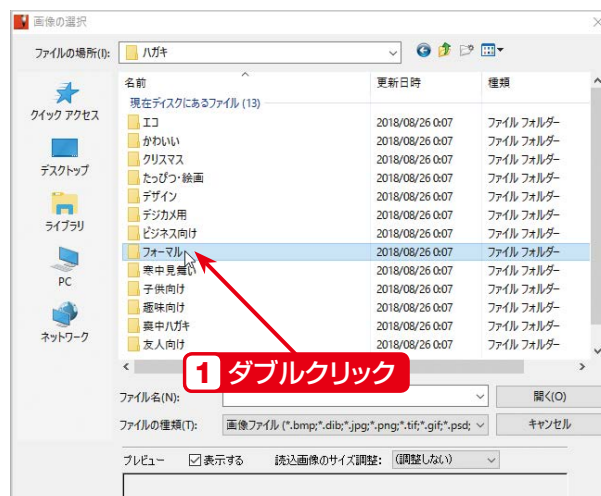 画像の選択
ファイルの場所(I): ハガキ
名前 更新日時 種類
現在ディスクにあるファイル (13)
エコ 2018/08/26 0:07 ファイル フォルダー
かわいい 2018/08/26 0:07 ファイル フォルダー
クリスマス 2018/08/26 0:07 ファイル フォルダー
たっぴつ・絵画 2018/08/26 0:07 ファイル フォルダー
デザイン 2018/08/26 0:07 ファイル フォルダー
デジカメ用 2018/08/26 0:07 ファイル フォルダー
ビジネス向け 2018/08/26 0:07 ファイル フォルダー
フォーマル 2018/08/26 0:07 ファイル フォルダー
寒中見舞い 2018/08/26 0:07 ファイル フォルダー
子供向け 2018/08/26 0:07 ファイル フォルダー
趣味向け 2018/08/26 0:07 ファイル フォルダー
喪中ハガキ 2018/08/26 0:07 ファイル フォルダー
友人向け 2018/08/26 0:07 ファイル フォルダー
クイック アクセス
デスクトップ
ライブラリ
PC
ネットワーク
1 ダブルクリック
ファイル名(N): 開く(O)
ファイルの種類(T): 画像ファイル (*.bmp;*.dib;*.jpg;*.png;*.tif;*.gif;*.psd; キャンセル
プレビュー 表示する 読込画像のサイズ調整: (調整しない)